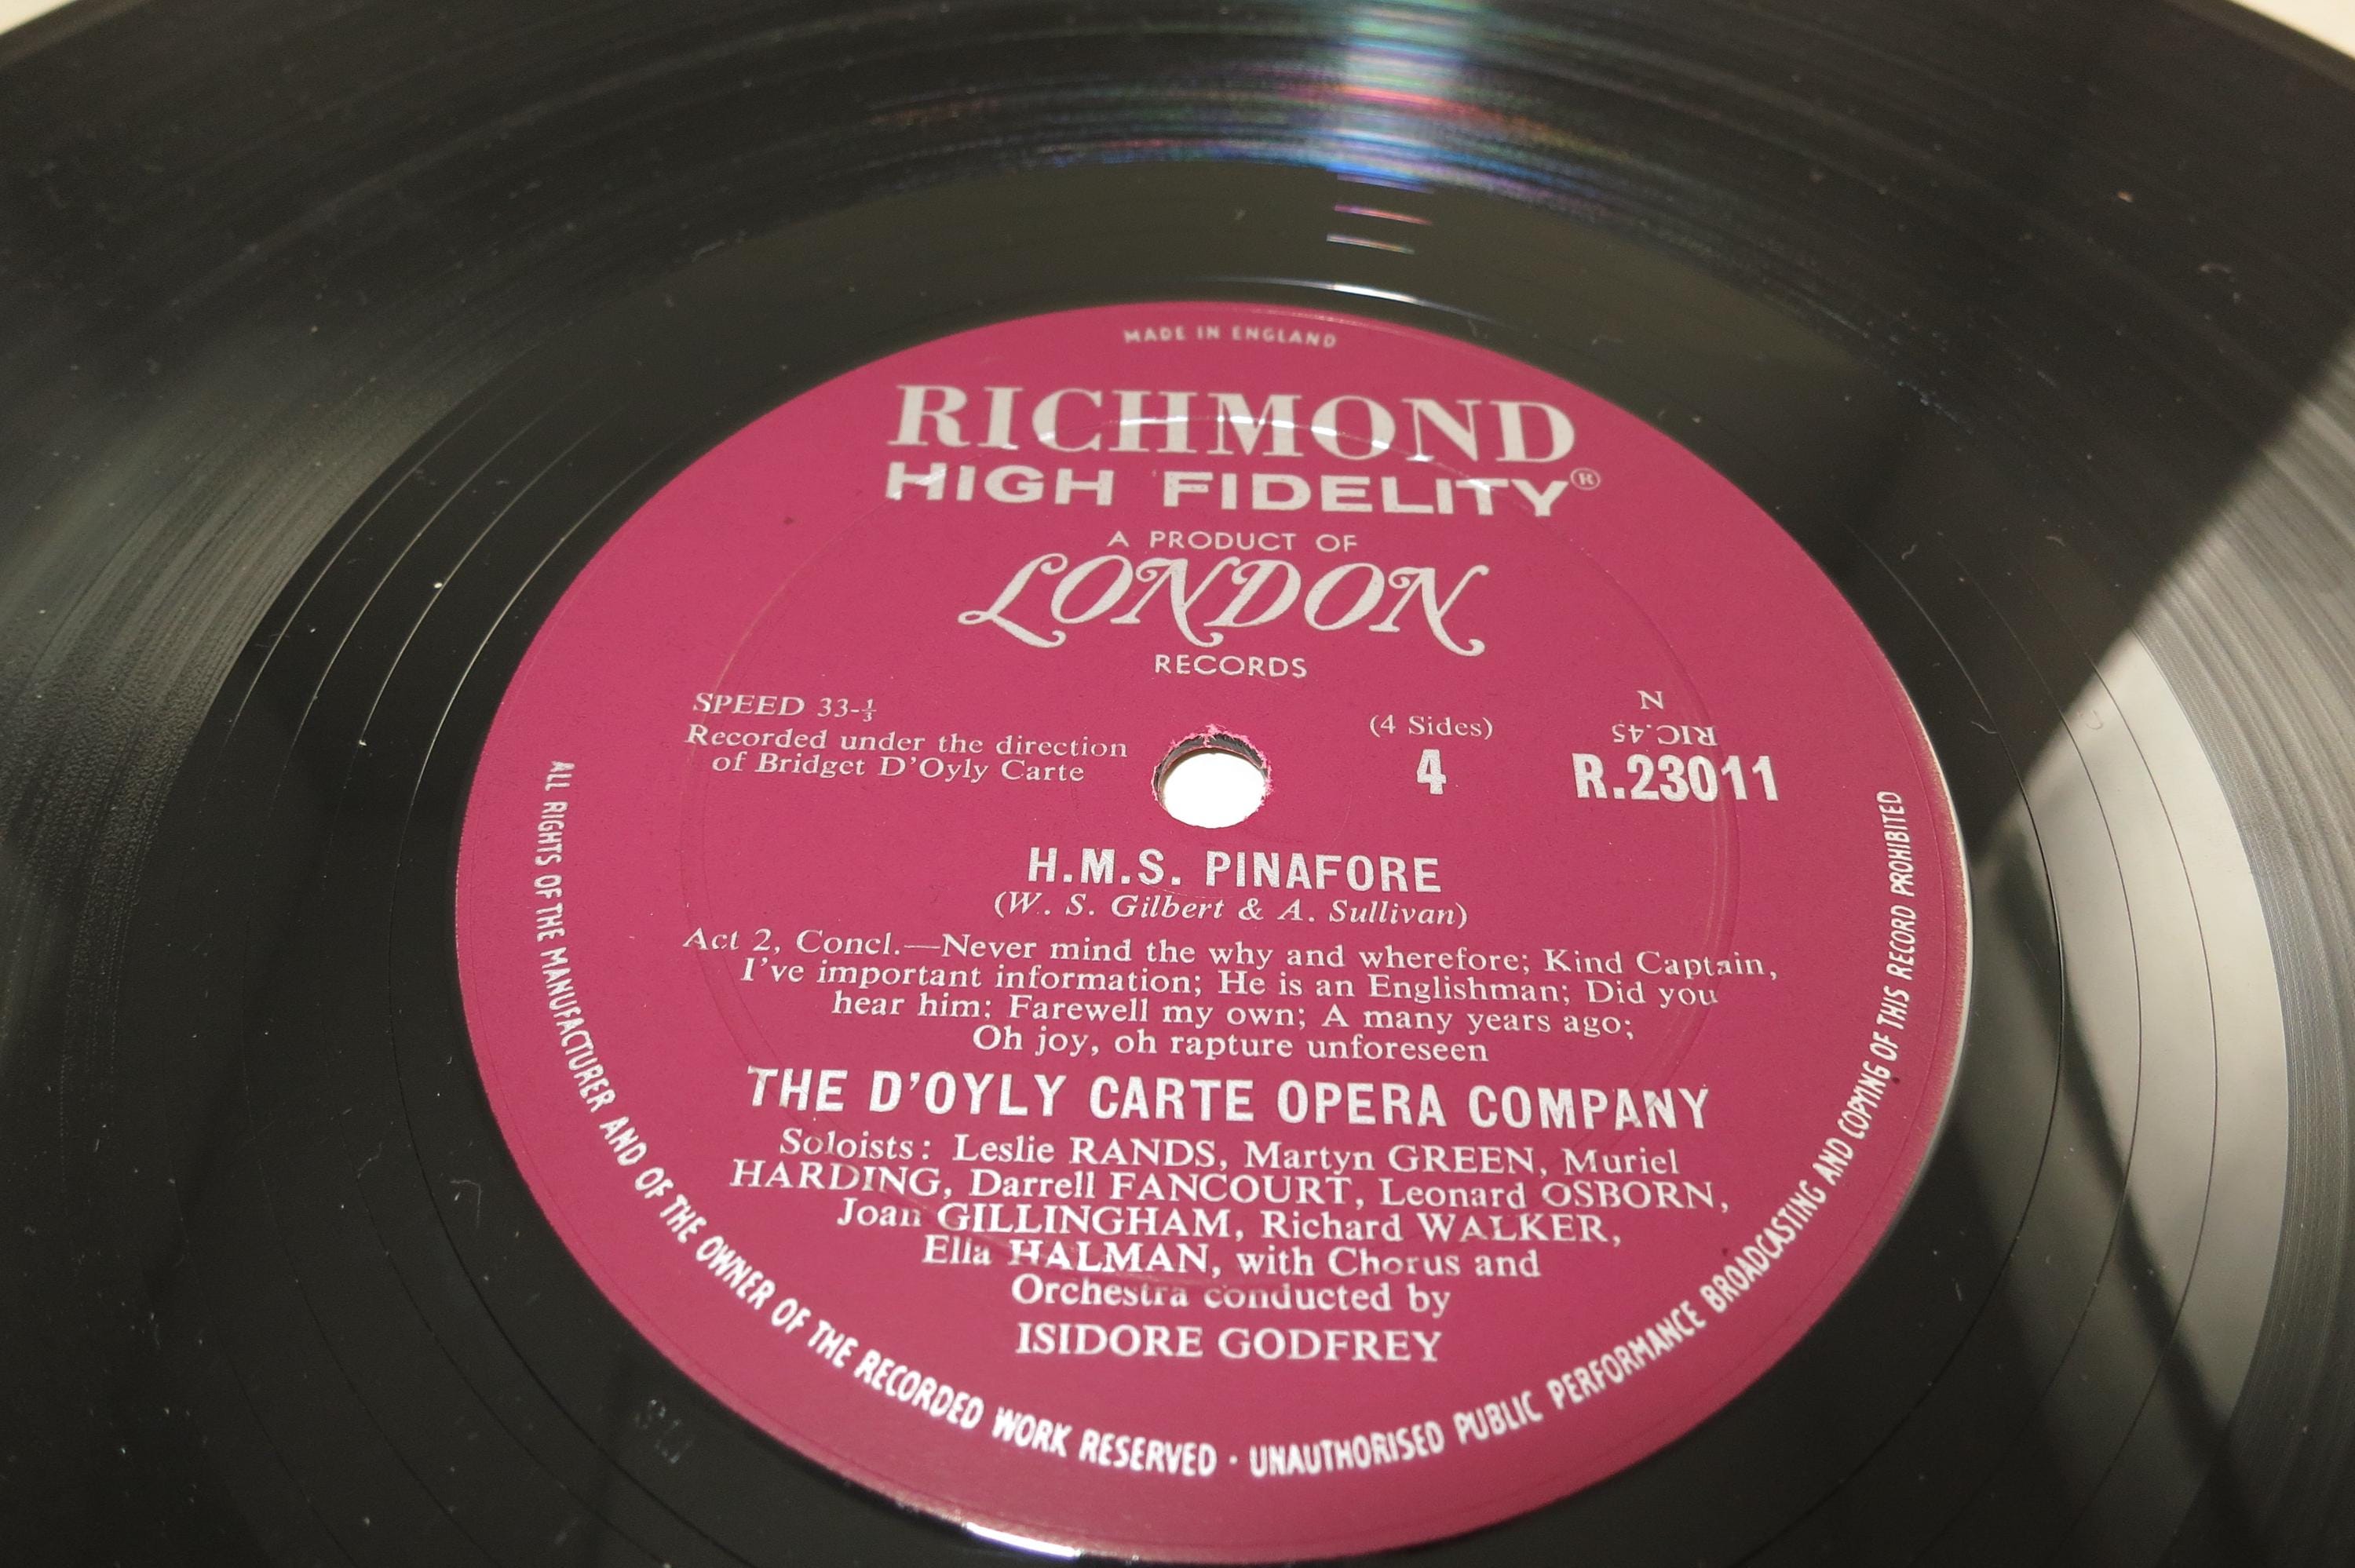 MADE IN ENGLAND
RICHMOND
HIGH FIDELITY®
A PRODUCT OF
LONDON
RECORDS
SPEED 33-⅓
Recorded under the direction
of Bridget D'Oyly Carte
(4 Sides)
4
N
RIC.45
R.23011
H.M.S. PINAFORE
(W. S. Gilbert & A. Sullivan)
Act 2, Concl.—Never mind the why and wherefore; Kind Captain,
I've important information; He is an Englishman; Did you
hear him; Farewell my own; A many years ago;
Oh joy, oh rapture unforeseen
THE D'OYLY CARTE OPERA COMPANY
Soloists: Leslie RANDS, Martyn GREEN, Muriel
HARDING, Darrell FANCOURT, Leonard OSBORN,
Joan GILLINGHAM, Richard WALKER,
Ella HALMAN, with Chorus and
Orchestra conducted by
ISIDORE GODFREY
ALL RIGHTS OF THE MANUFACTURER AND OF THE OWNER OF THE RECORDED WORK RESERVED · UNAUTHORISED PUBLIC PERFORMANCE BROADCASTING AND COPYING OF THIS RECORD PROHIBITED